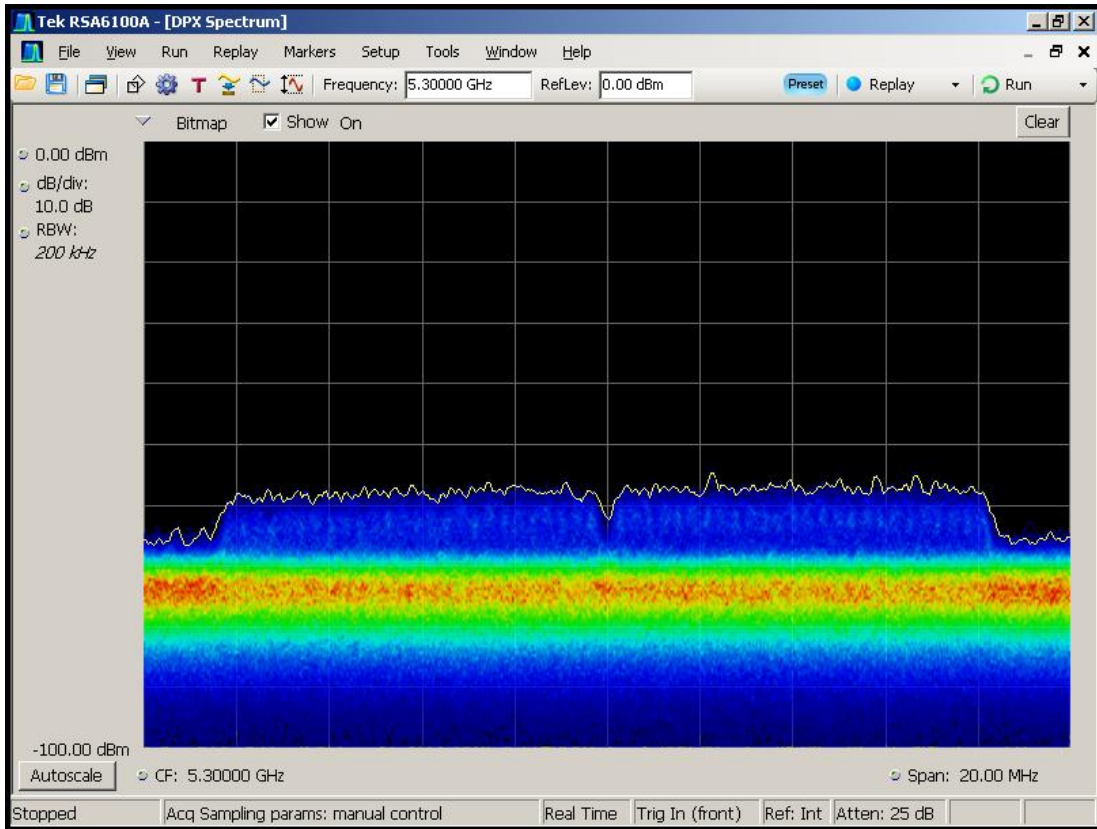 Tek RSA6100A - [DPX Spectrum]
File View Run Replay Markers Setup Tools Window Help
T Frequency: 5.30000 GHz RefLev: 0.00 dBm Preset Replay Run
Bitmap Show On Clear
0.00 dBm
dB/div:
10.0 dB
RBW:
200 kHz
-100.00 dBm
Autoscale CF: 5.30000 GHz Span: 20.00 MHz
Stopped Acq Sampling params: manual control Real Time Trig In (front) Ref: Int Atten: 25 dB